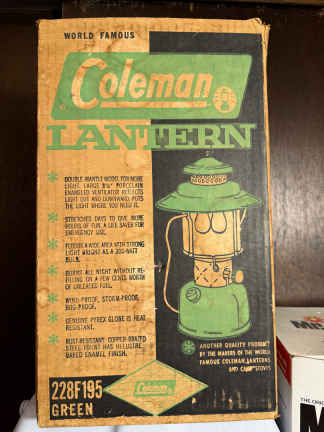 WORLD FAMOUS
Coleman
LANTERN
DOUBLE MANTLE MODEL FOR MORE
LIGHT. LARGE PORCELAIN
ENAMELED VENTILATOR REFLECTS
LIGHT OUT AND DOWNWARD, PUTS
THE LIGHT WHERE YOU NEED IT.
STRETCHES DAYS TO GIVE MORE
HOURS OF FUN. A LIFE SAVER FOR
EMERGENCY USE.
FLOODS A WIDE AREA WITH STRONG
LIGHT BRIGHT AS A 200-WATT
BULB.
BURNS ALL NIGHT WITHOUT RE-
FILLING ON A FEW CENTS WORTH
OF UNLEADED FUEL.
WIND-PROOF, STORM-PROOF,
BUG-PROOF.
GENUINE PYREX GLOBE IS HEAT
RESISTANT.
RUST-RESISTANT COPPER-BRAZED
STEEL FOUNT HAS
BAKED ENAMEL FINISH.
ANOTHER QUALITY PRODUCT
BY THE MAKERS OF THE WORLD
FAMOUS COLEMAN LANTERNS
AND CAMP STOVES
228F195
GREEN
Coleman